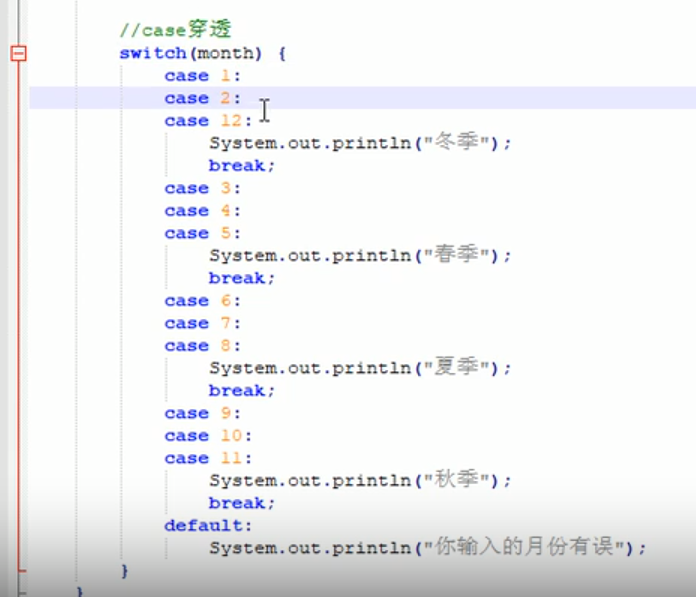 //case穿透
switch(month) {
case 1:
case 2:
case 12:
System.out.println("冬季");
break;
case 3:
case 4:
case 5:
System.out.println("春季");
break;
case 6:
case 7:
case 8:
System.out.println("夏季");
break;
case 9:
case 10:
case 11:
System.out.println("秋季");
break;
default:
System.out.println("你输入的月份有误");
}
}